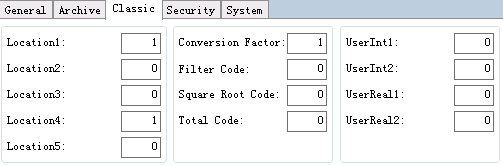 General Archive Classic Security System
Location1: 1 Conversion Factor: 1 UserInt1: 0
Location2: 0 Filter Code: 0 UserInt2: 0
Location3: 0 Square Root Code: 0 UserReal1: 0
Location4: 1 Total Code: 0 UserReal2: 0
Location5: 0